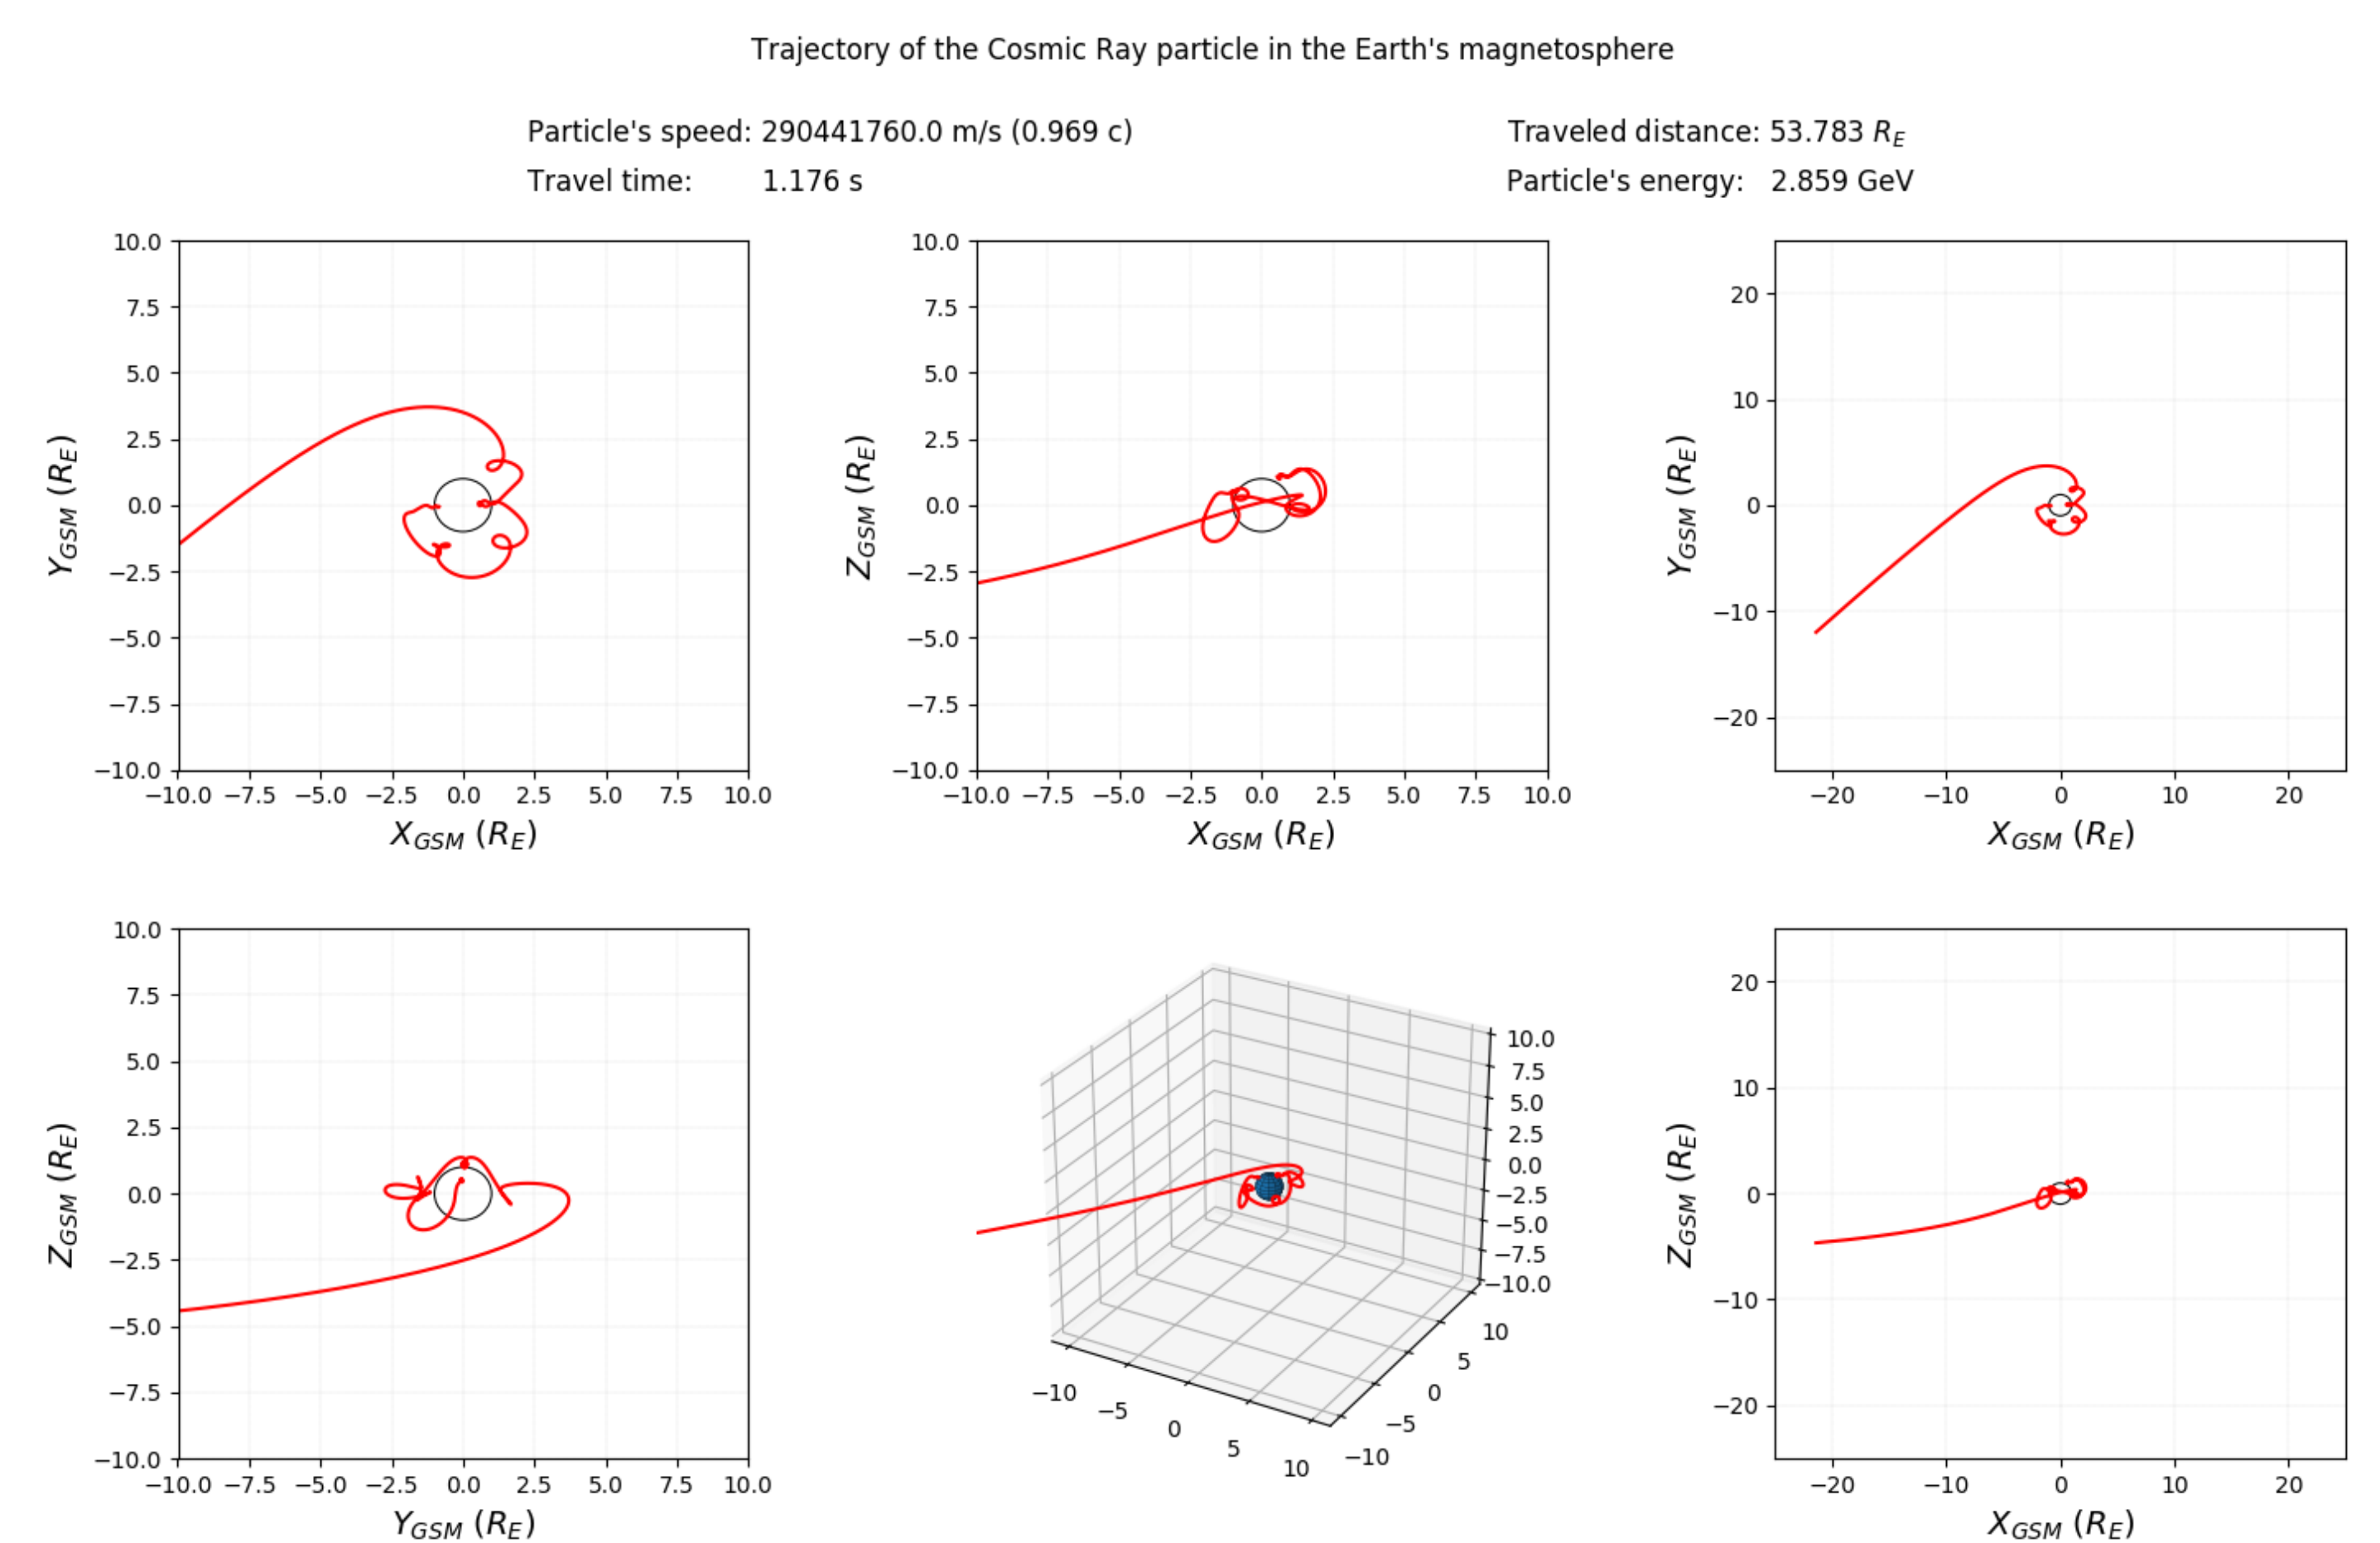 Trajectory of the Cosmic Ray particle in the Earth's magnetosphere
Particle's speed: 290441760.0 m/s (0.969 c)
Traveled distance: 53.783 R_E
Travel time: 1.176 s
Particle's energy: 2.859 GeV
10.0
7.5
5.0
2.5
0.0
−2.5
−5.0
−7.5
−10.0
Y_GSM (R_E)
−10.0 −7.5 −5.0 −2.5 0.0 2.5 5.0 7.5 10.0
X_GSM (R_E)
10.0
7.5
5.0
2.5
0.0
−2.5
−5.0
−7.5
−10.0
Z_GSM (R_E)
−10.0 −7.5 −5.0 −2.5 0.0 2.5 5.0 7.5 10.0
X_GSM (R_E)
20
10
0
−10
−20
Y_GSM (R_E)
−20 −10 0 10 20
X_GSM (R_E)
10.0
7.5
5.0
2.5
0.0
−2.5
−5.0
−7.5
−10.0
Z_GSM (R_E)
−10.0 −7.5 −5.0 −2.5 0.0 2.5 5.0 7.5 10.0
Y_GSM (R_E)
10.0
7.5
5.0
2.5
0.0
−2.5
−5.0
−7.5
−10.0
10
5
0
−5
−10
−10
−5
0
5
10
20
10
0
−10
−20
Z_GSM (R_E)
−20 −10 0 10 20
X_GSM (R_E)